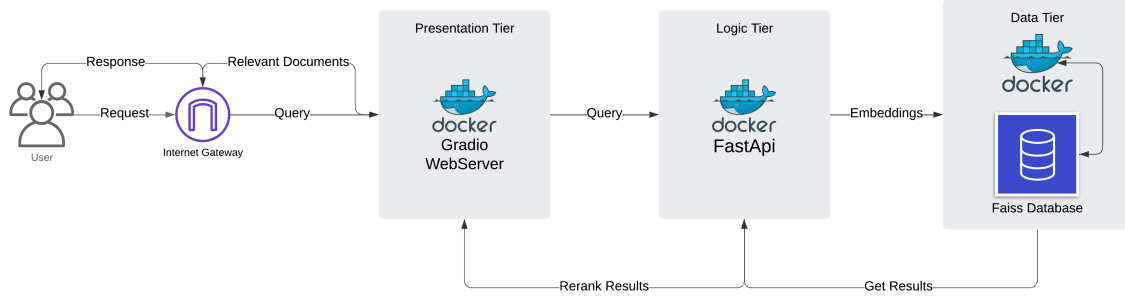 Presentation Tier
Logic Tier
Data Tier
Response
Relevant Documents
docker
Request
Query
docker
Query
docker
Embeddings
User
Internet Gateway
Gradio
WebServer
FastApi
Faiss Database
Rerank Results
Get Results